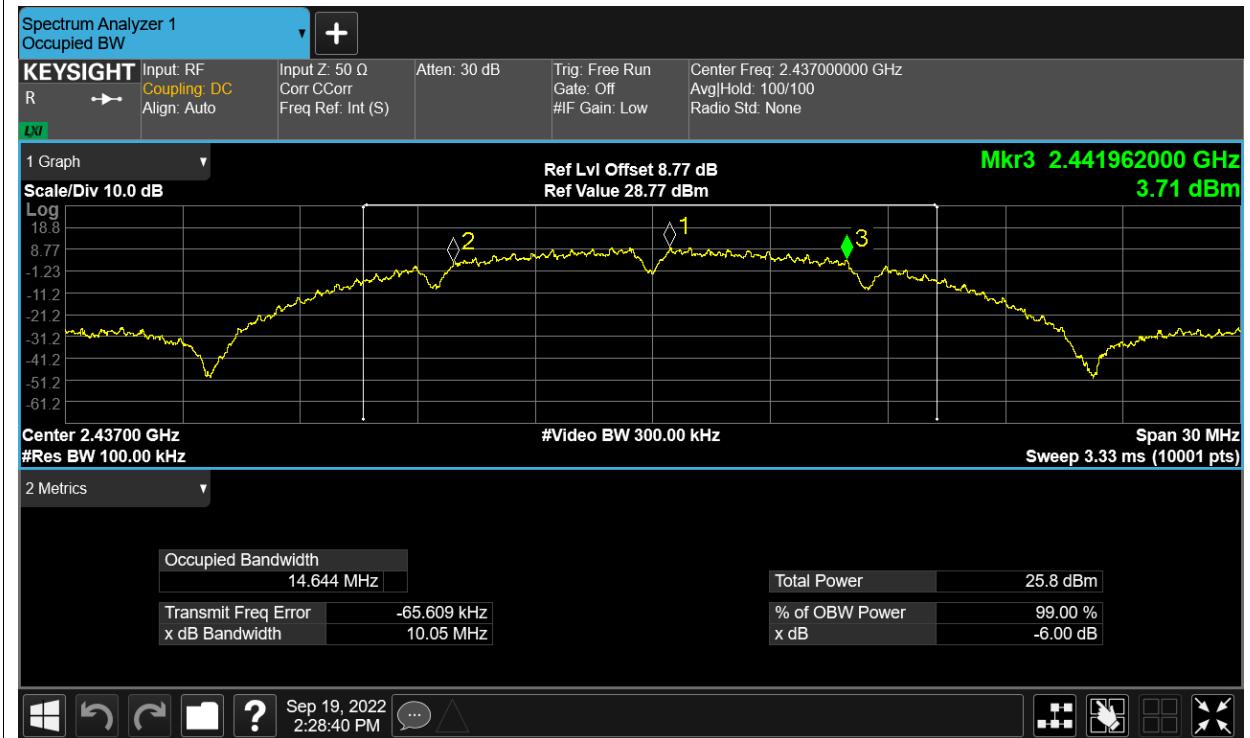 Spectrum Analyzer 1
Occupied BW
KEYSIGHT
R
LXI
Input: RF
Coupling: DC
Align: Auto
Input Z: 50 Ω
Corr CCorr
Freq Ref: Int (S)
Atten: 30 dB
Trig: Free Run
Gate: Off
#IF Gain: Low
Center Freq: 2.437000000 GHz
Avg|Hold: 100/100
Radio Std: None
1 Graph
Scale/Div 10.0 dB
Ref Lvl Offset 8.77 dB
Ref Value 28.77 dBm
Mkr3 2.441962000 GHz
3.71 dBm
Log
18.8
8.77
-1.23
-11.2
-21.2
-31.2
-41.2
-51.2
-61.2
2
1
3
Center 2.43700 GHz
#Video BW 300.00 kHz
Span 30 MHz
#Res BW 100.00 kHz
Sweep 3.33 ms (10001 pts)
2 Metrics
Occupied Bandwidth
14.644 MHz
Transmit Freq Error -65.609 kHz
x dB Bandwidth 10.05 MHz
Total Power 25.8 dBm
% of OBW Power 99.00 %
x dB -6.00 dB
?
Sep 19, 2022
2:28:40 PM